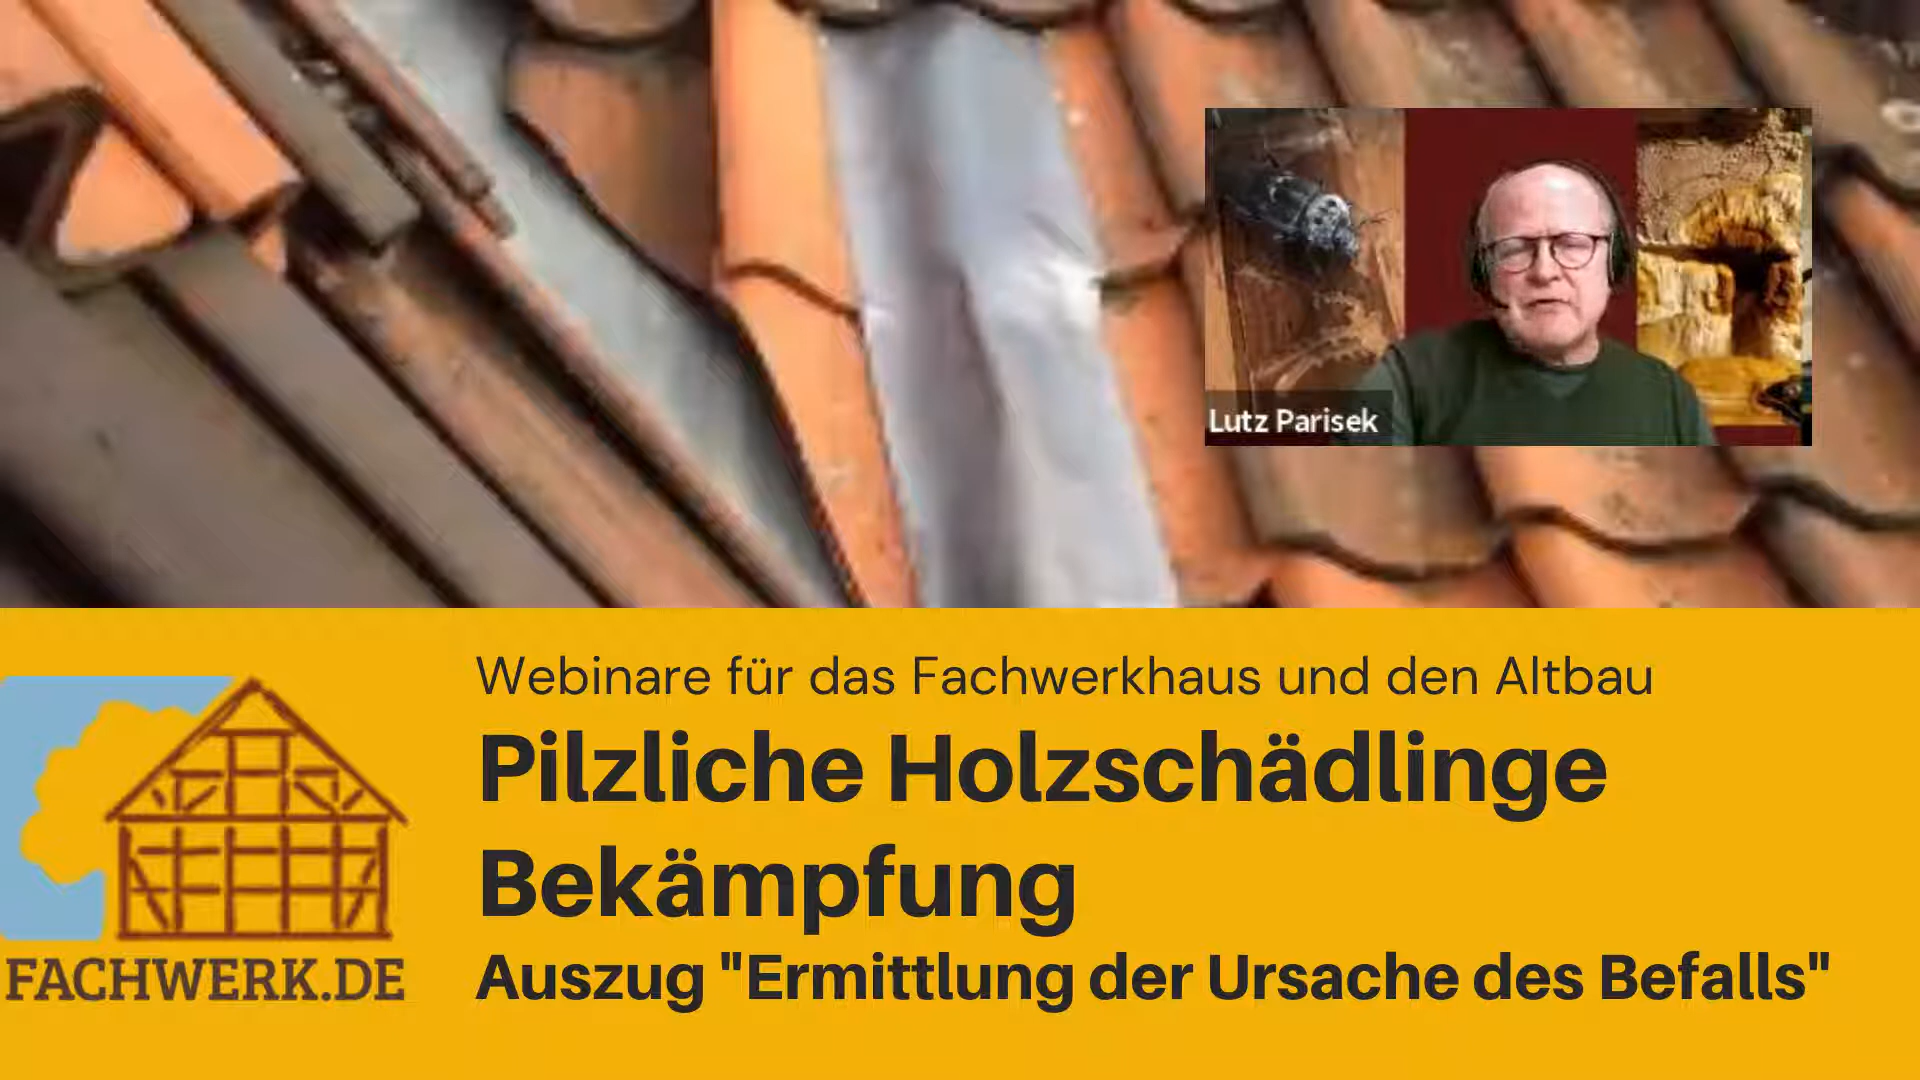 Lutz Parisek
Webinare für das Fachwerkhaus und den Altbau
Pilzliche Holzschädlinge
Bekämpfung
Auszug "Ermittlung der Ursache des Befalls"
FACHWERK.DE